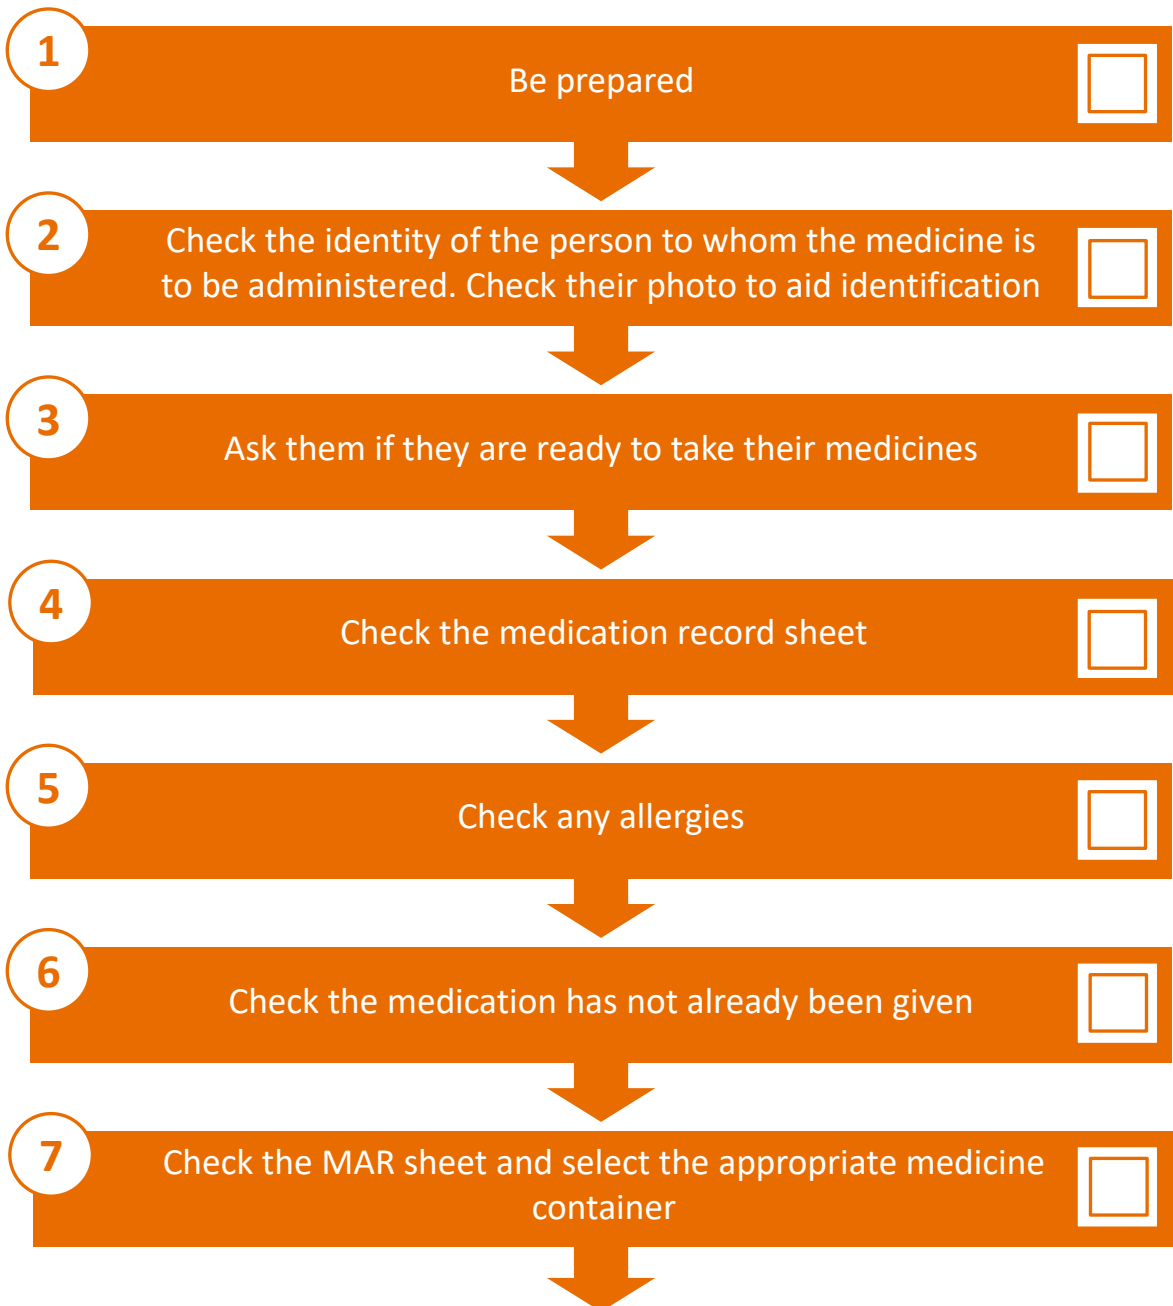 1
Be prepared
2
Check the identity of the person to whom the medicine is
to be administered. Check their photo to aid identification
3
Ask them if they are ready to take their medicines
4
Check the medication record sheet
5
Check any allergies
6
Check the medication has not already been given
7
Check the MAR sheet and select the appropriate medicine
container